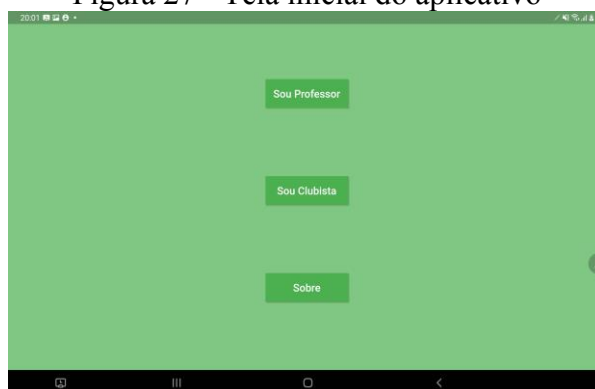 Figura 27 - Tela inicial do aplicativo
20:01
Sou Professor
Sou Clubista
Sobre